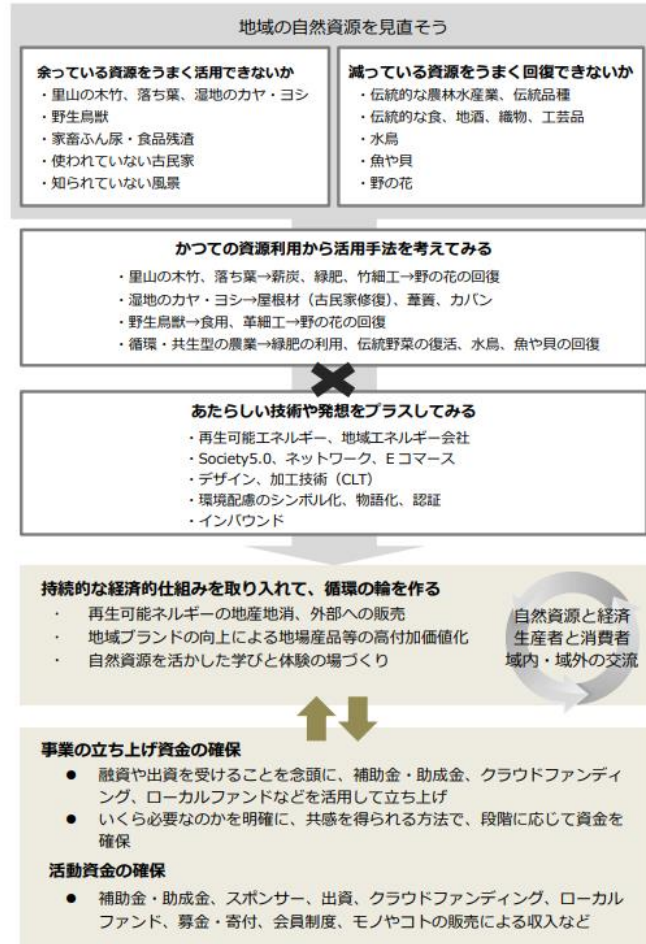 地域の自然資源を見直そう
余っている資源をうまく活用できないか
・里山の木竹、落ち葉、湿地のカヤ・ヨシ
・野生鳥獣
・家畜ふん尿・食品残渣
・使われていない古民家
・知られていない風景
減っている資源をうまく回復できないか
・伝統的な農林水産業、伝統品種
・伝統的な食、地酒、織物、工芸品
・水鳥
・魚や貝
・野の花
かつての資源利用から活用手法を考えてみる
・里山の木竹、落ち葉→薪炭、緑肥、竹細工→野の花の回復
・湿地のカヤ・ヨシ→屋根材（古民家修復）、葦簀、カバン
・野生鳥獣→食用、革細工→野の花の回復
・循環・共生型の農業→緑肥の利用、伝統野菜の復活、水鳥、魚や貝の回復
あたらしい技術や発想をプラスしてみる
・再生可能エネルギー、地域エネルギー会社
・Society5.0、ネットワーク、Eコマース
・デザイン、加工技術（CLT）
・環境配慮のシンボル化、物語化、認証
・インバウンド
持続的な経済的仕組みを取り入れて、循環の輪を作る
・ 再生可能ネルギーの地産地消、外部への販売
・ 地域ブランドの向上による地場産品等の高付加価値化
・ 自然資源を活かした学びと体験の場づくり
自然資源と経済
生産者と消費者
域内・域外の交流
事業の立ち上げ資金の確保
● 融資や出資を受けることを念頭に、補助金・助成金、クラウドファンディ
ング、ローカルファンドなどを活用して立ち上げ
● いくら必要なのかを明確に、共感を得られる方法で、段階に応じて資金を
確保
活動資金の確保
● 補助金・助成金、スポンサー、出資、クラウドファンディング、ローカル
ファンド、募金・寄付、会員制度、モノやコトの販売による収入など